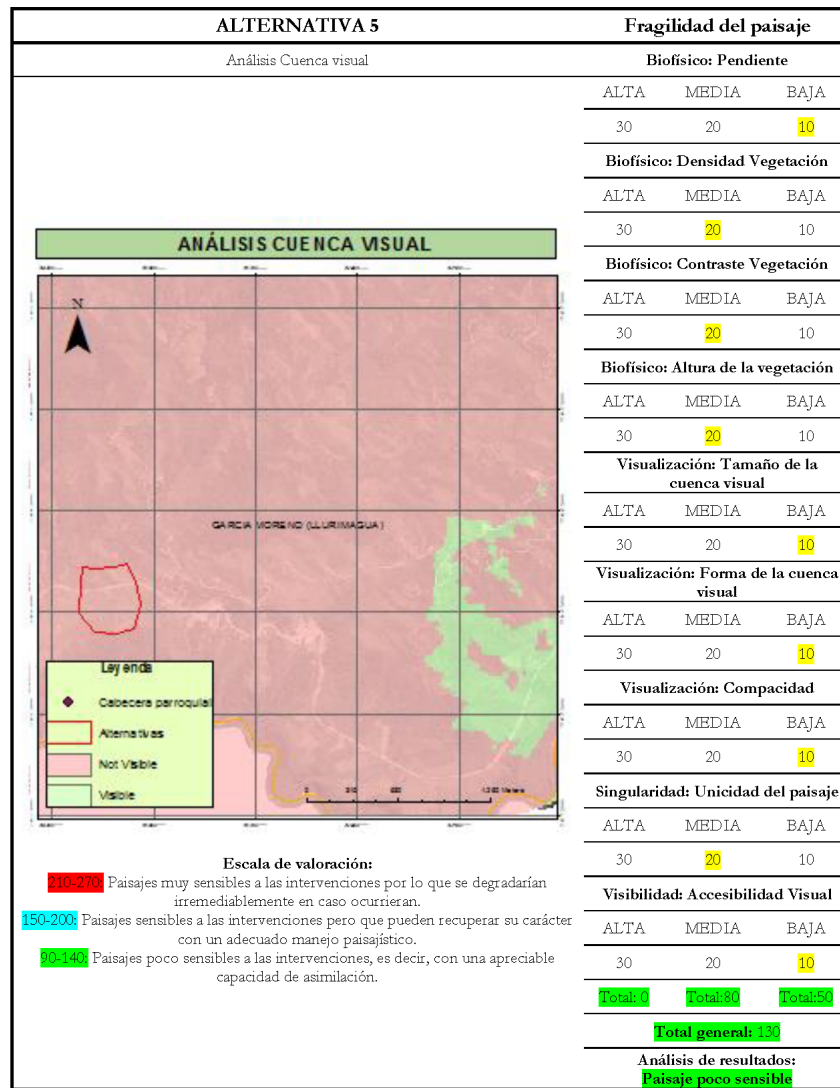 ALTERNATIVA 5
Fragilidad del paisaje
Análisis Cuenca visual
Biofísico: Pendiente
ALTA MEDIA BAJA
30 20 10
Biofísico: Densidad Vegetación
ALTA MEDIA BAJA
30 20 10
Biofísico: Contraste Vegetación
ALTA MEDIA BAJA
30 20 10
Biofísico: Altura de la vegetación
ALTA MEDIA BAJA
30 20 10
Visualización: Tamaño de la
cuenca visual
ALTA MEDIA BAJA
30 20 10
Visualización: Forma de la cuenca
visual
ALTA MEDIA BAJA
30 20 10
Visualización: Compacidad
ALTA MEDIA BAJA
30 20 10
Singularidad: Unicidad del paisaje
ALTA MEDIA BAJA
30 20 10
Visibilidad: Accesibilidad Visual
ALTA MEDIA BAJA
30 20 10
Total: 0 Total:80 Total:50
Total general: 130
Análisis de resultados:
Paisaje poco sensible
ANÁLISIS CUENCA VISUAL
N
GARCIA MORENO (LLURIMAGUA)
Leyenda
Cabecera parroquial
Alternativas
Not Visible
Visible
0
Escala de valoración:
210-270: Paisajes muy sensibles a las intervenciones por lo que se degradarían
irremediablemente en caso ocurrieran.
150-200: Paisajes sensibles a las intervenciones pero que pueden recuperar su carácter
con un adecuado manejo paisajístico.
90-140: Paisajes poco sensibles a las intervenciones, es decir, con una apreciable
capacidad de asimilación.